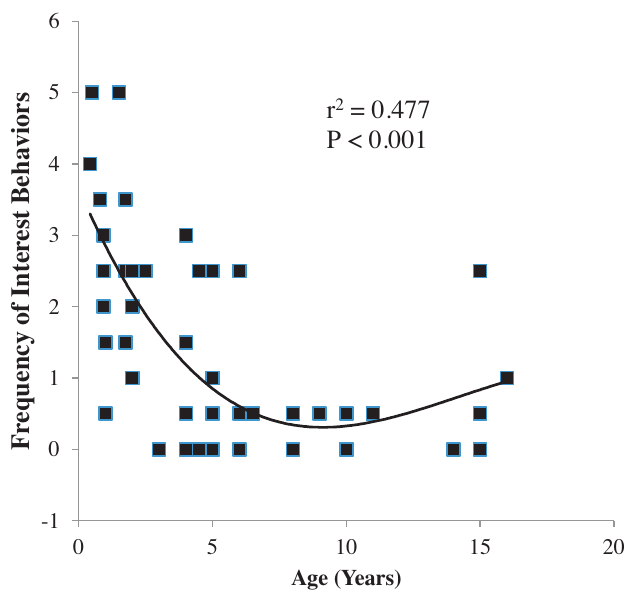 6
5
4
3
2
1
0
-1
Frequency of Interest Behaviors
r² = 0.477
P < 0.001
0 5 10 15 20
Age (Years)